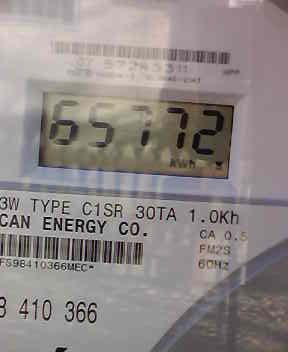 65772
kWh
3W TYPE C1SR 30TA 1.0Kh
CAN ENERGY CO.
CA 0.5
FM2S
FS98410366MEC*
60Hz
8 410 366